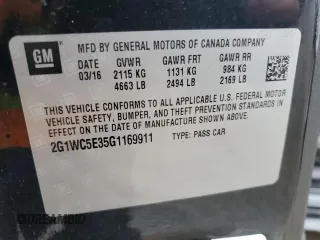 GM
MFD BY GENERAL MOTORS OF CANADA COMPANY
DATE GVWR GAWR FRT GAWR RR
03/16 2115 KG 1131 KG 984 KG
4663 LB 2494 LB 2169 LB
THIS VEHICLE CONFORMS TO ALL APPLICABLE U.S. FEDERAL MOTOR
VEHICLE SAFETY, BUMPER, AND THEFT PREVENTION STANDARDS
IN EFFECT ON THE DATE OF MANUFACTURE SHOWN ABOVE.
2G1WC5E35G1169911 TYPE: PASS CAR